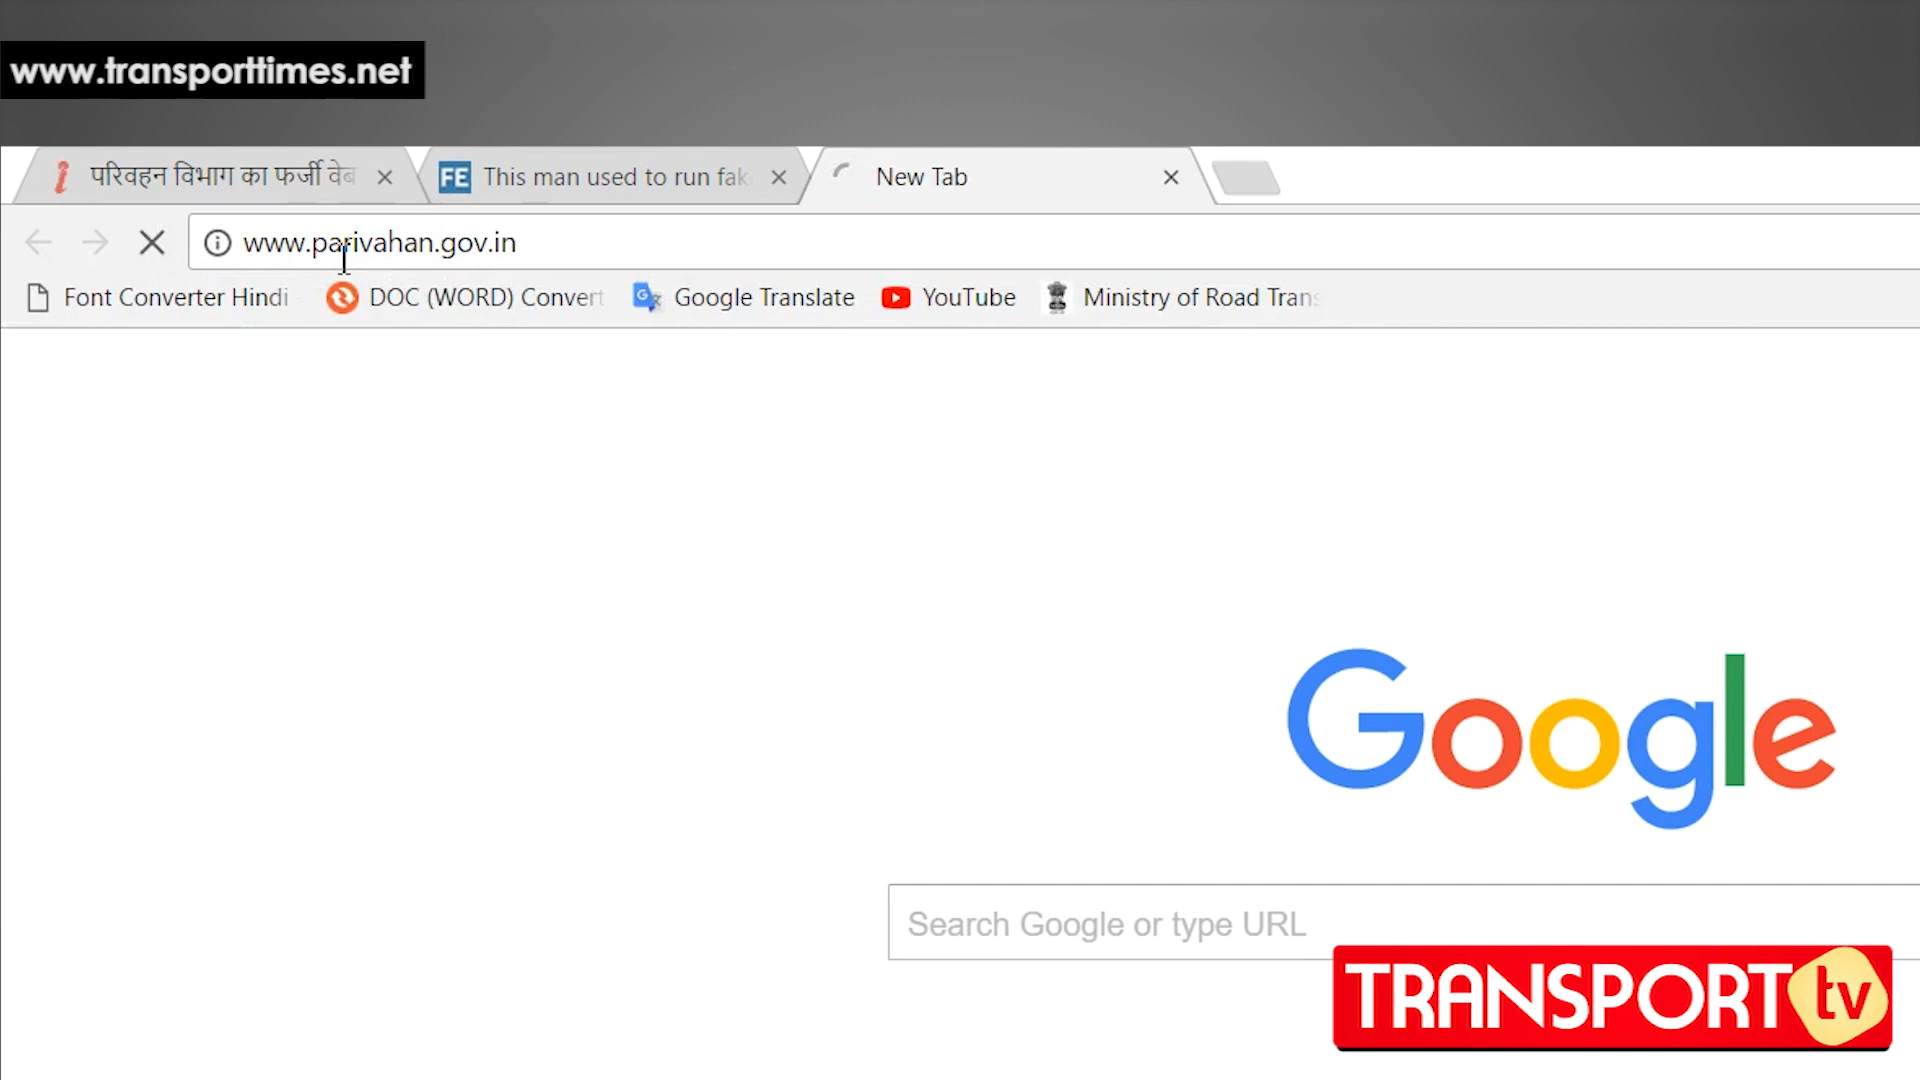 www.transporttimes.net
परिवहन विभाग का फर्जी वेब
This man used to run fak
New Tab
www.parivahan.gov.in
Font Converter Hindi
DOC (WORD) Convert
Google Translate
YouTube
Ministry of Road Trans
Google
Search Google or type URL
TRANSPORT tv